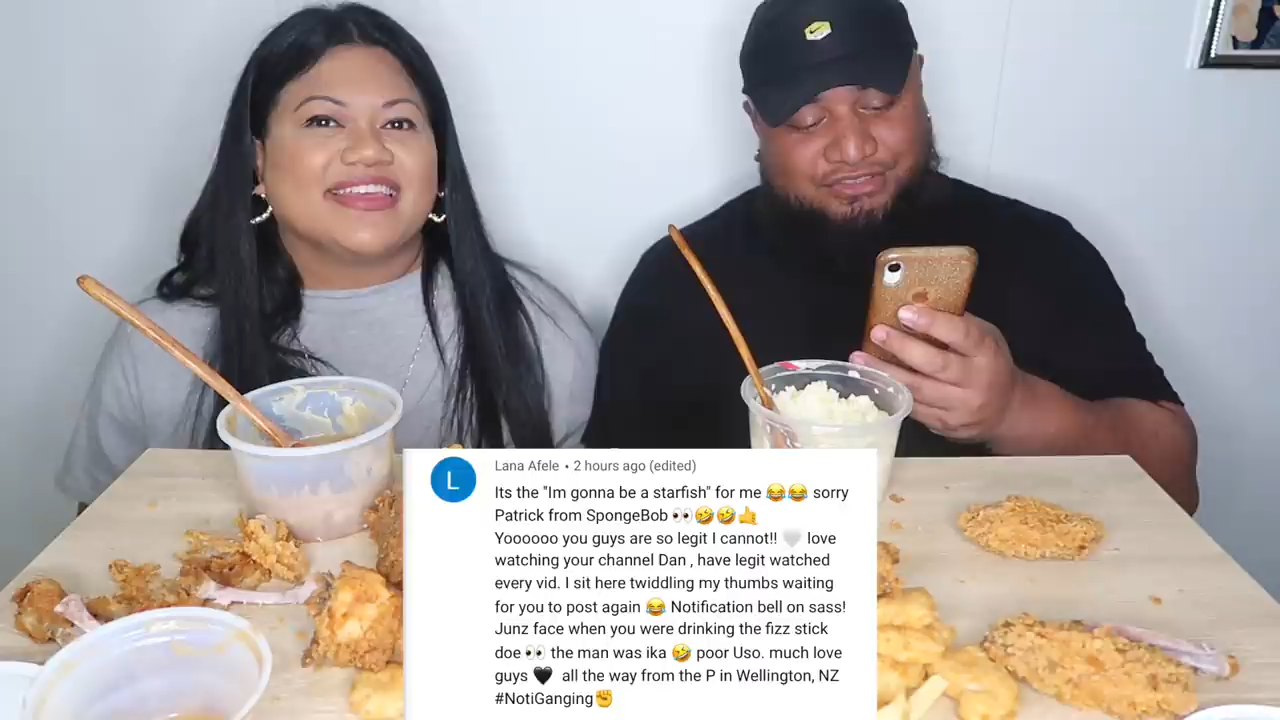 L
Lana Afele • 2 hours ago (edited)
Its the "Im gonna be a starfish" for me 😂😂 sorry
Patrick from SpongeBob 👀🤣🤣🤙
Yoooooo you guys are so legit I cannot!! 🤍 love
watching your channel Dan , have legit watched
every vid. I sit here twiddling my thumbs waiting
for you to post again 😂 Notification bell on sass!
Junz face when you were drinking the fizz stick
doe 👀 the man was ika 🤣 poor Uso. much love
guys 🖤 all the way from the P in Wellington, NZ
#NotiGanging✊